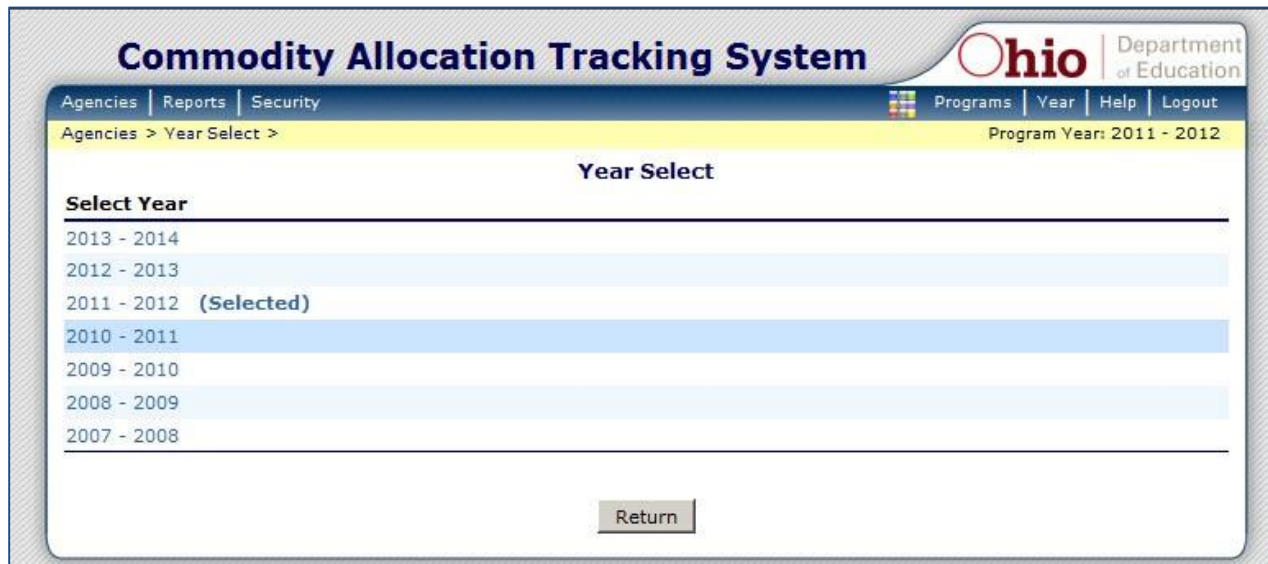 Commodity Allocation Tracking System
Ohio Department of Education
Agencies | Reports | Security Programs | Year | Help | Logout
Agencies > Year Select > Program Year: 2011 - 2012
Year Select
Select Year
2013 - 2014
2012 - 2013
2011 - 2012 (Selected)
2010 - 2011
2009 - 2010
2008 - 2009
2007 - 2008
Return